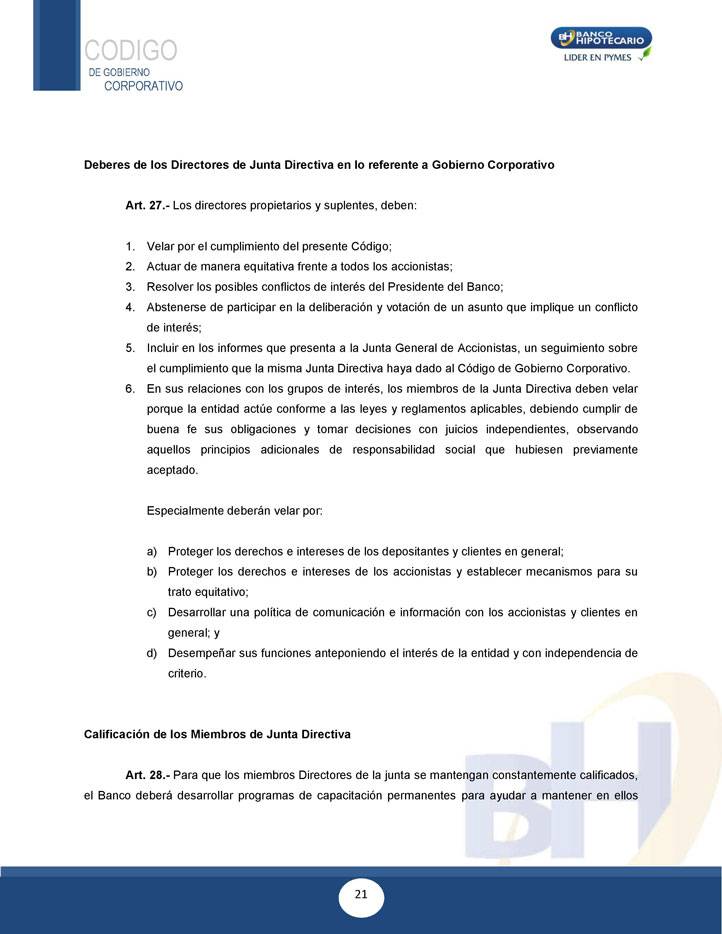 CODIGO
DE GOBIERNO
CORPORATIVO
BH BANCO
HIPOTECARIO
LIDER EN PYMES
Deberes de los Directores de Junta Directiva en lo referente a Gobierno Corporativo
Art. 27.- Los directores propietarios y suplentes, deben:
1. Velar por el cumplimiento del presente Código;
2. Actuar de manera equitativa frente a todos los accionistas;
3. Resolver los posibles conflictos de interés del Presidente del Banco;
4. Abstenerse de participar en la deliberación y votación de un asunto que implique un conflicto
de interés;
5. Incluir en los informes que presenta a la Junta General de Accionistas, un seguimiento sobre
el cumplimiento que la misma Junta Directiva haya dado al Código de Gobierno Corporativo.
6. En sus relaciones con los grupos de interés, los miembros de la Junta Directiva deben velar
porque la entidad actúe conforme a las leyes y reglamentos aplicables, debiendo cumplir de
buena fe sus obligaciones y tomar decisiones con juicios independientes, observando
aquellos principios adicionales de responsabilidad social que hubiesen previamente
aceptado.
Especialmente deberán velar por:
a) Proteger los derechos e intereses de los depositantes y clientes en general;
b) Proteger los derechos e intereses de los accionistas y establecer mecanismos para su
trato equitativo;
c) Desarrollar una política de comunicación e información con los accionistas y clientes en
general; y
d) Desempeñar sus funciones anteponiendo el interés de la entidad y con independencia de
criterio.
Calificación de los Miembros de Junta Directiva
Art. 28.- Para que los miembros Directores de la junta se mantengan constantemente calificados,
el Banco deberá desarrollar programas de capacitación permanentes para ayudar a mantener en ellos
BH
21